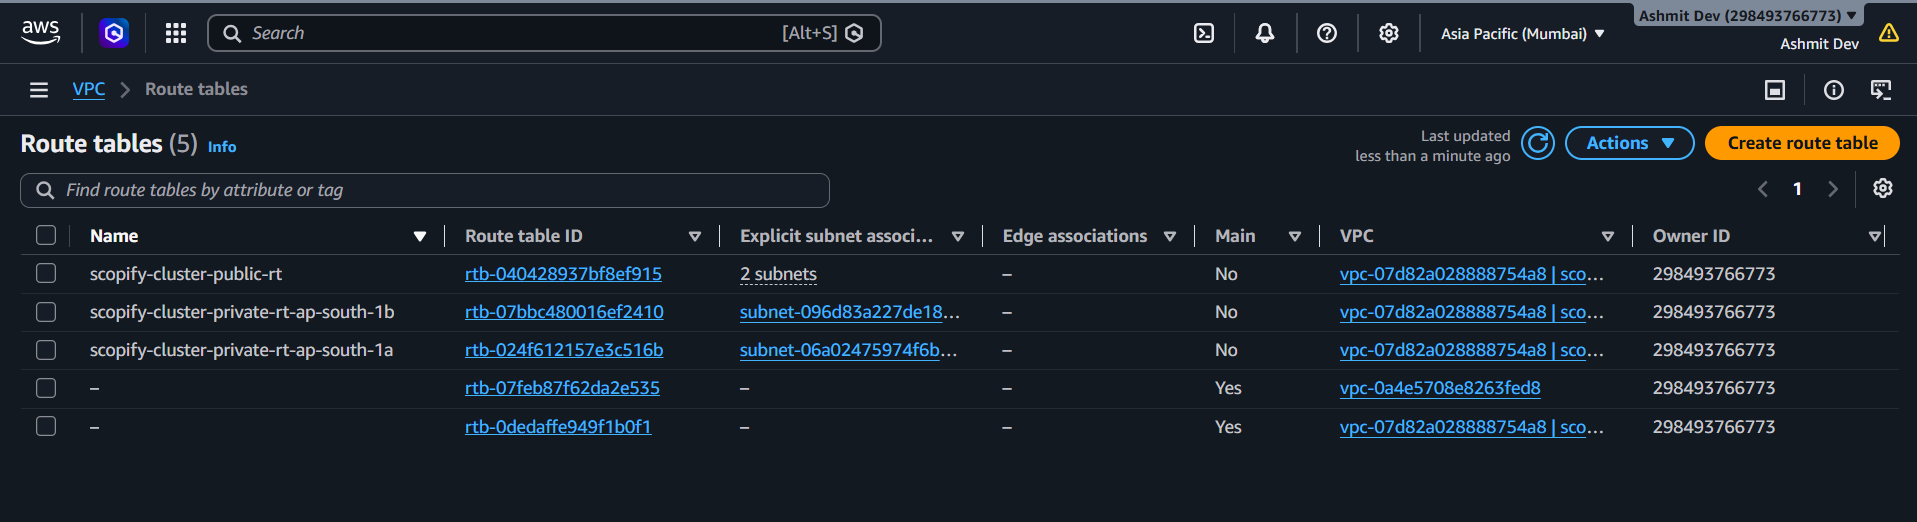 aws
Search [Alt+S]
Asia Pacific (Mumbai)
Ashmit Dev (298493766773)
Ashmit Dev
VPC > Route tables
Route tables (5) Info
Last updated
less than a minute ago
Actions
Create route table
Find route tables by attribute or tag
1
Name Route table ID Explicit subnet associ... Edge associations Main VPC Owner ID
scopify-cluster-public-rt rtb-040428937bf8ef915 2 subnets – No vpc-07d82a028888754a8 | sco... 298493766773
scopify-cluster-private-rt-ap-south-1b rtb-07bbc480016ef2410 subnet-096d83a227de18... – No vpc-07d82a028888754a8 | sco... 298493766773
scopify-cluster-private-rt-ap-south-1a rtb-024f612157e3c516b subnet-06a02475974f6b... – No vpc-07d82a028888754a8 | sco... 298493766773
– rtb-07feb87f62da2e535 – – Yes vpc-0a4e5708e8263fed8 298493766773
– rtb-0dedaffe949f1b0f1 – – Yes vpc-07d82a028888754a8 | sco... 298493766773